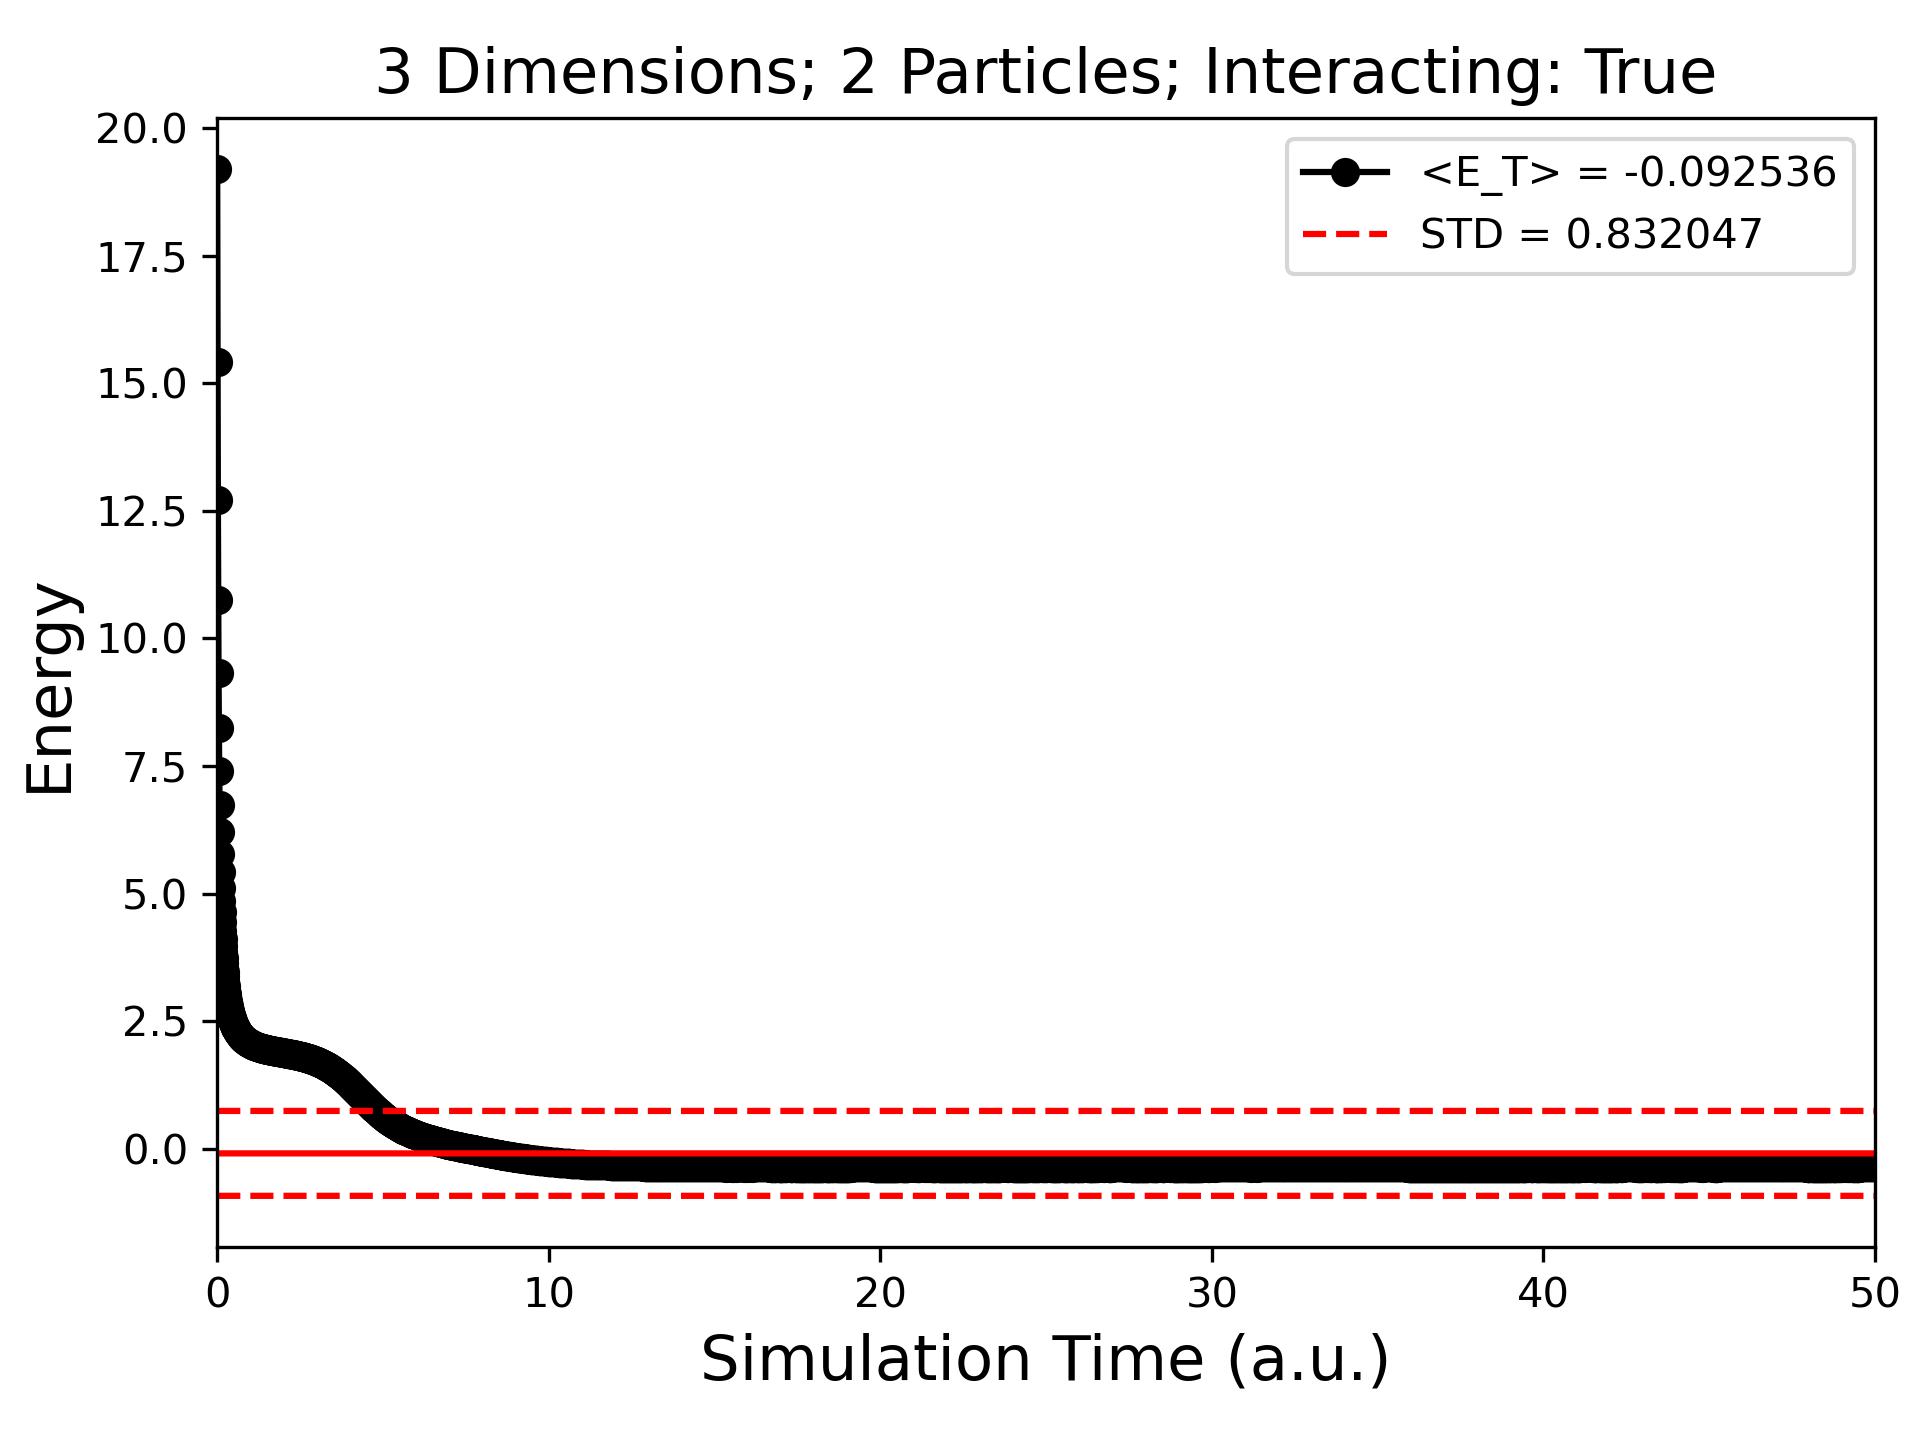 3 Dimensions; 2 Particles; Interacting: True
<E_T> = -0.092536
STD = 0.832047
Energy
20.0
17.5
15.0
12.5
10.0
7.5
5.0
2.5
0.0
0 10 20 30 40 50
Simulation Time (a.u.)